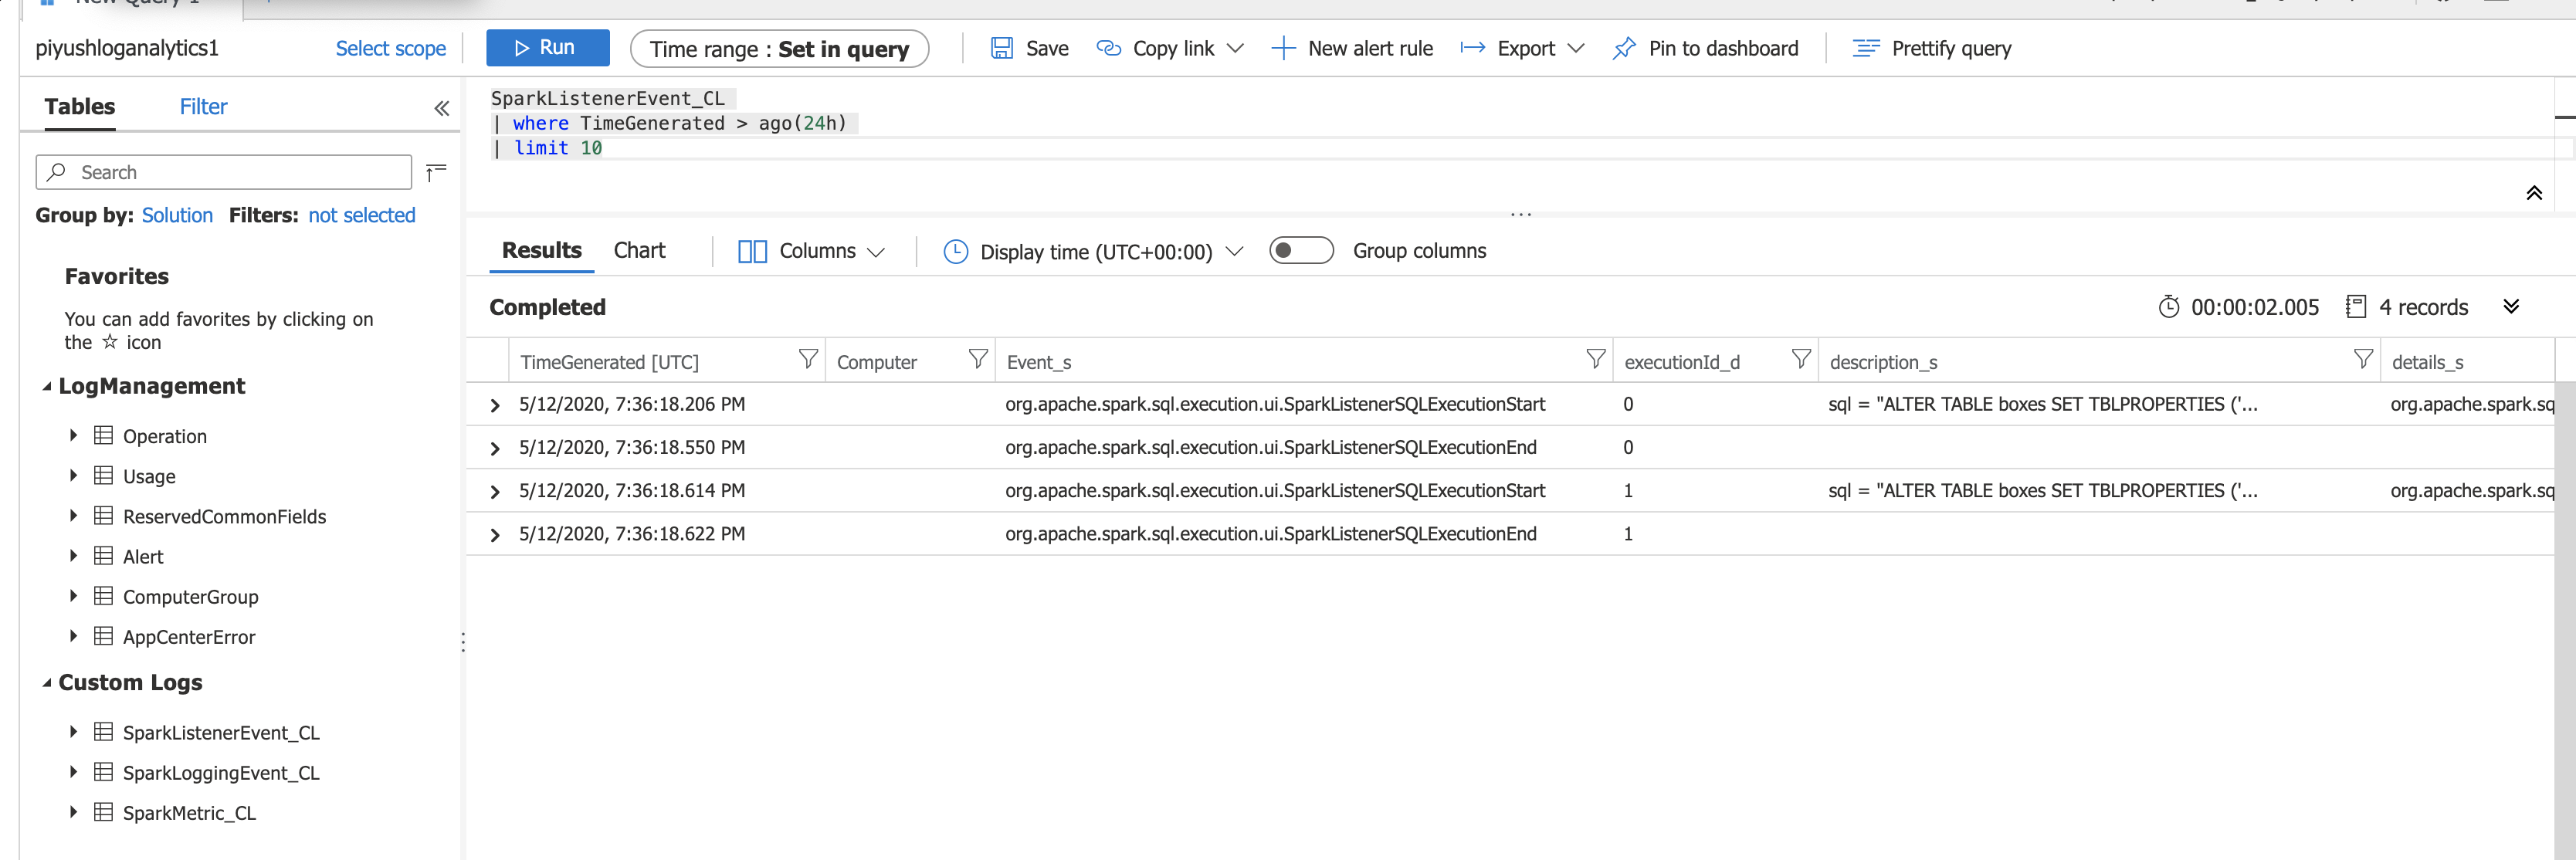 piyushloganalytics1 Select scope Run Time range : Set in query Save Copy link New alert rule Export Pin to dashboard Prettify query
Tables Filter
Search
Group by: Solution Filters: not selected
Favorites
You can add favorites by clicking on
the ☆ icon
LogManagement
Operation
Usage
ReservedCommonFields
Alert
ComputerGroup
AppCenterError
Custom Logs
SparkListenerEvent_CL
SparkLoggingEvent_CL
SparkMetric_CL
SparkListenerEvent_CL
| where TimeGenerated > ago(24h)
| limit 10
Results Chart Columns Display time (UTC+00:00) Group columns
Completed 00:00:02.005 4 records
TimeGenerated [UTC] Computer Event_s executionId_d description_s details_s
5/12/2020, 7:36:18.206 PM org.apache.spark.sql.execution.ui.SparkListenerSQLExecutionStart 0 sql = "ALTER TABLE boxes SET TBLPROPERTIES ('... org.apache.spark.sq
5/12/2020, 7:36:18.550 PM org.apache.spark.sql.execution.ui.SparkListenerSQLExecutionEnd 0
5/12/2020, 7:36:18.614 PM org.apache.spark.sql.execution.ui.SparkListenerSQLExecutionStart 1 sql = "ALTER TABLE boxes SET TBLPROPERTIES ('... org.apache.spark.sq
5/12/2020, 7:36:18.622 PM org.apache.spark.sql.execution.ui.SparkListenerSQLExecutionEnd 1